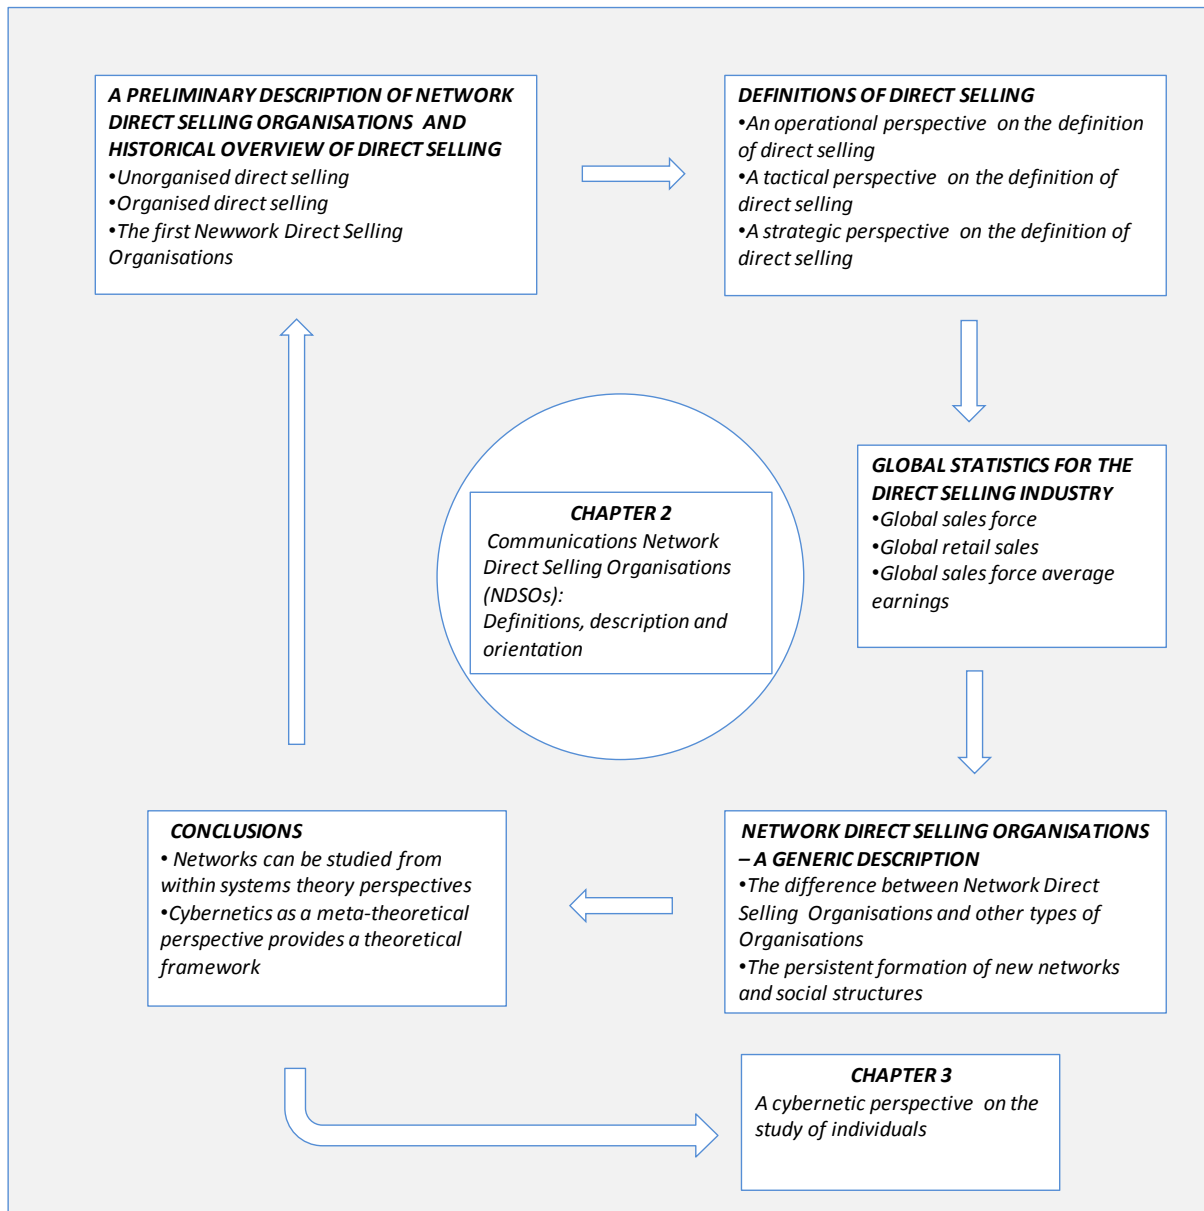 A PRELIMINARY DESCRIPTION OF NETWORK
DIRECT SELLING ORGANISATIONS AND
HISTORICAL OVERVIEW OF DIRECT SELLING
•Unorganised direct selling
•Organised direct selling
•The first Newwork Direct Selling
Organisations
DEFINITIONS OF DIRECT SELLING
•An operational perspective on the definition
of direct selling
•A tactical perspective on the definition of
direct selling
•A strategic perspective on the definition of
direct selling
GLOBAL STATISTICS FOR THE
DIRECT SELLING INDUSTRY
•Global sales force
•Global retail sales
•Global sales force average
earnings
CHAPTER 2
Communications Network
Direct Selling Organisations
(NDSOs):
Definitions, description and
orientation
NETWORK DIRECT SELLING ORGANISATIONS
– A GENERIC DESCRIPTION
•The difference between Network Direct
Selling Organisations and other types of
Organisations
•The persistent formation of new networks
and social structures
CONCLUSIONS
• Networks can be studied from
within systems theory perspectives
•Cybernetics as a meta-theoretical
perspective provides a theoretical
framework
CHAPTER 3
A cybernetic perspective on the
study of individuals